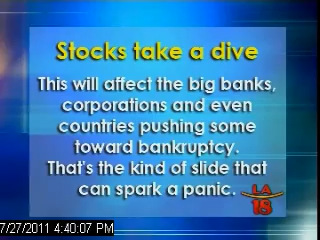 Stocks take a dive
This will affect the big banks,
corporations and even
countries pushing some
toward bankruptcy.
That's the kind of slide that
can spark a panic.
LA
18
7/27/2011 4:40:07 PM